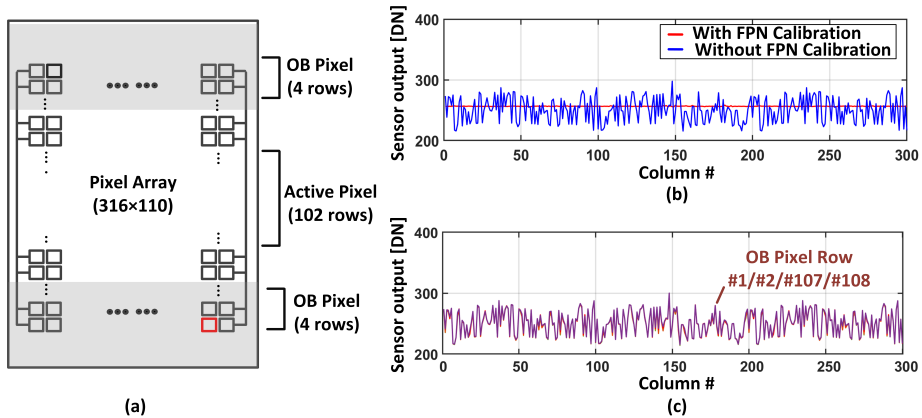 OB Pixel
(4 rows)
Pixel Array
(316×110)
Active Pixel
(102 rows)
OB Pixel
(4 rows)
(a)
Sensor output [DN]
400
300
200
With FPN Calibration
Without FPN Calibration
0
50
100
150
200
250
300
Column #
(b)
Sensor output [DN]
400
300
200
OB Pixel Row
#1/#2/#107/#108
0
50
100
150
200
250
300
Column #
(c)